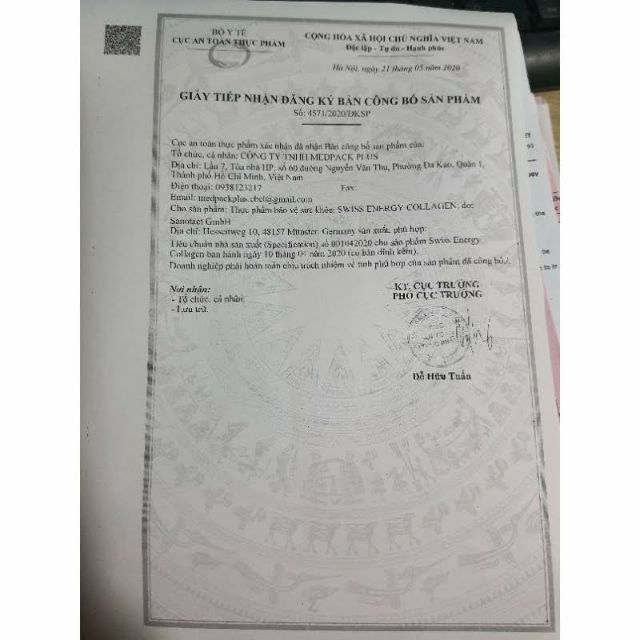 BỘ Y TẾ
CỤC AN TOÀN THỰC PHẨM
CỘNG HÒA XÃ HỘI CHỦ NGHĨA VIỆT NAM
Độc lập - Tự do - Hạnh phúc
Hà Nội, ngày 21 tháng 05 năm 2020
GIẤY TIẾP NHẬN ĐĂNG KÝ BẢN CÔNG BỐ SẢN PHẨM
Số: 4571/2020/ĐKSP
Cục an toàn thực phẩm xác nhận đã nhận Bản công bố sản phẩm của:
Tổ chức, cá nhân: CÔNG TY TNHH MEDPACK PLUS
Địa chỉ: Lầu 7, Tòa nhà HP, số 60 đường Nguyễn Văn Thủ, Phường Đa Kao, Quận 1,
Thành phố Hồ Chí Minh, Việt Nam
Điện thoại: 0938123217 Fax:
Email: @gmail.com
Cho sản phẩm: Thực phẩm bảo vệ sức khỏe: SWISS ENERGY COLLAGEN; do:
Sanotact GmbH
Địa chỉ: Hessenweg 10, 48157 Münster, Germany sản xuất, phù hợp:
Tiêu chuẩn nhà sản xuất (Specification) số 001042020 cho sản phẩm Swiss Energy
Collagen ban hành ngày 10 tháng 04 năm 2020 (có bản đính kèm).
Doanh nghiệp phải hoàn toàn chịu trách nhiệm về tính phù hợp của sản phẩm đã công bố./.
Nơi nhận:
- Tổ chức, cá nhân;
- Lưu trữ.
KT. CỤC TRƯỞNG
PHÓ CỤC TRƯỞNG
Đỗ Hữu Tuấn